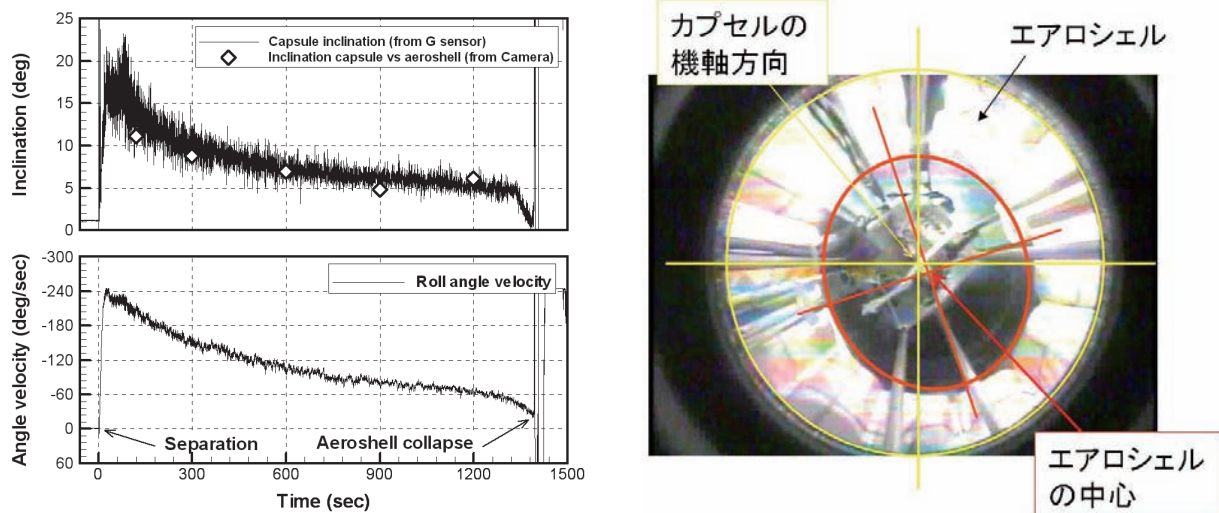 25
20
15
10
5
0
Inclination (deg)
Capsule inclination (from G sensor)
Inclination capsule vs aeroshell (from Camera)
-300
-240
-180
-120
-60
0
60
Angle velocity (deg/sec)
Roll angle velocity
Separation
Aeroshell collapse
0 300 600 900 1200 1500
Time (sec)
カプセルの
機軸方向
エアロシェル
エアロシェル
の中心